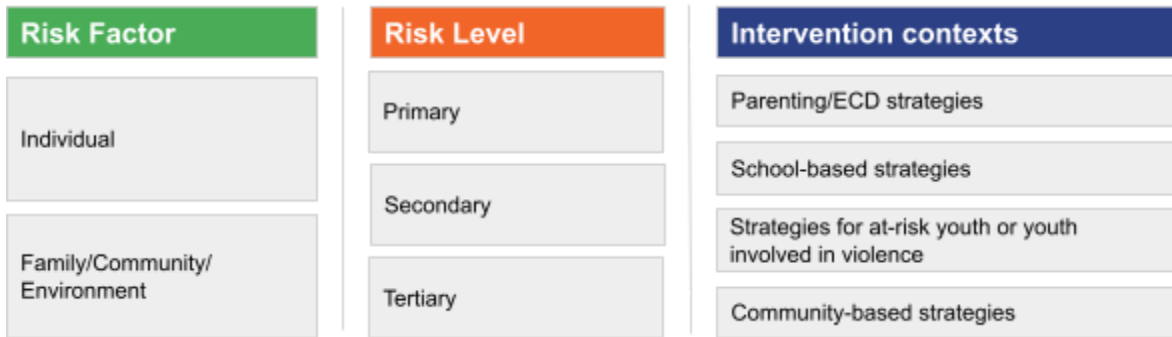 Risk Factor
Individual
Family/Community/
Environment
Risk Level
Primary
Secondary
Tertiary
Intervention contexts
Parenting/ECD strategies
School-based strategies
Strategies for at-risk youth or youth
involved in violence
Community-based strategies